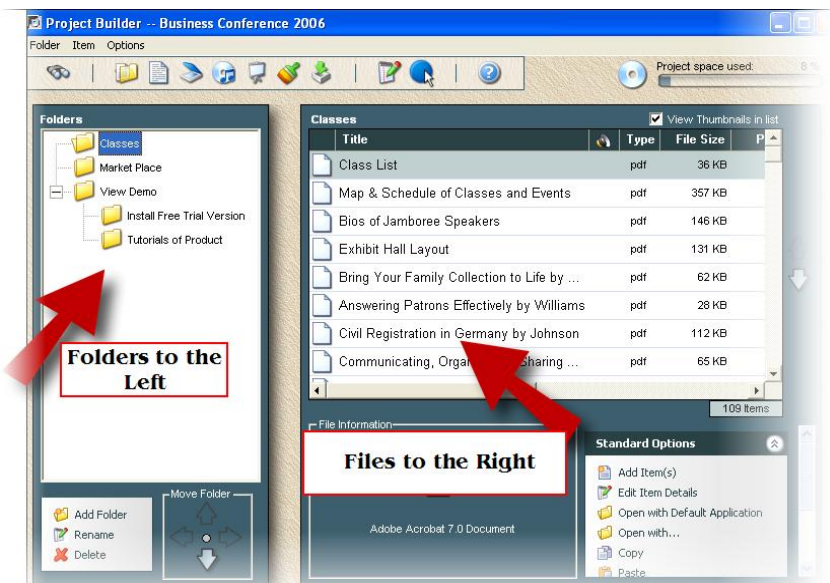 Project Builder -- Business Conference 2006
Folder Item Options
Project space used: 8 %
Folders
Classes
Market Place
View Demo
Install Free Trial Version
Tutorials of Product
Folders to the
Left
Add Folder
Rename
Delete
Move Folder
Classes
View Thumbnails in list
Title Type File Size P
Class List pdf 36 KB
Map & Schedule of Classes and Events pdf 357 KB
Bios of Jamboree Speakers pdf 146 KB
Exhibit Hall Layout pdf 131 KB
Bring Your Family Collection to Life by ... pdf 62 KB
Answering Patrons Effectively by Williams pdf 28 KB
Civil Registration in Germany by Johnson pdf 112 KB
Communicating, Organ Sharing ... pdf 65 KB
109 Items
File Information
Files to the Right
Adobe Acrobat 7.0 Document
Standard Options
Add Item(s)
Edit Item Details
Open with Default Application
Open with...
Copy
Paste